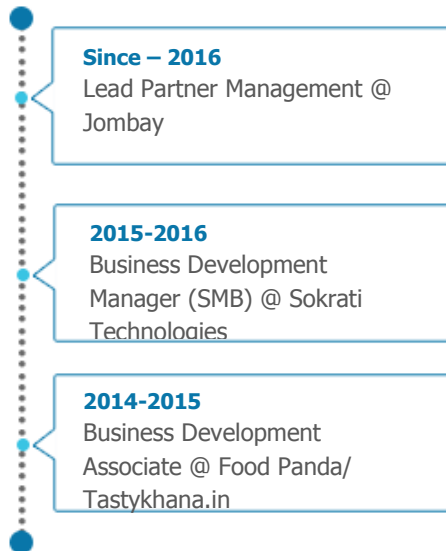 Since – 2016
Lead Partner Management @
Jombay
2015-2016
Business Development
Manager (SMB) @ Sokrati
Technologies
2014-2015
Business Development
Associate @ Food Panda/
Tastykhana.in